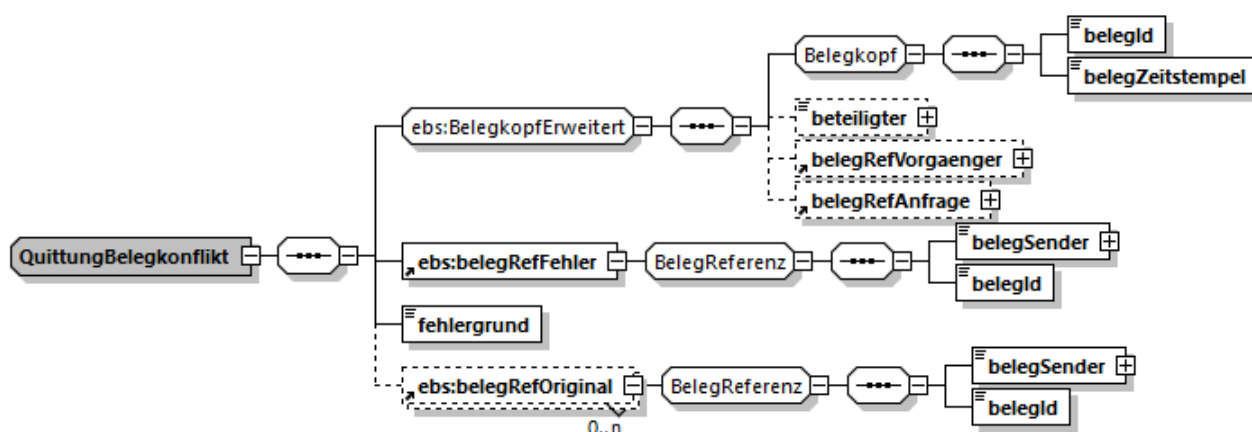 belegId
Belegkopf
belegZeitstempel
beteiligter
ebs:BelegkopfErweitert
belegRefVorgaenger
belegRefAnfrage
QuittungBelegkonflikt
ebs:belegRefFehler
BelegReferenz
belegSender
belegId
fehlergrund
ebs:belegRefOriginal
BelegReferenz
belegSender
belegId
0..n